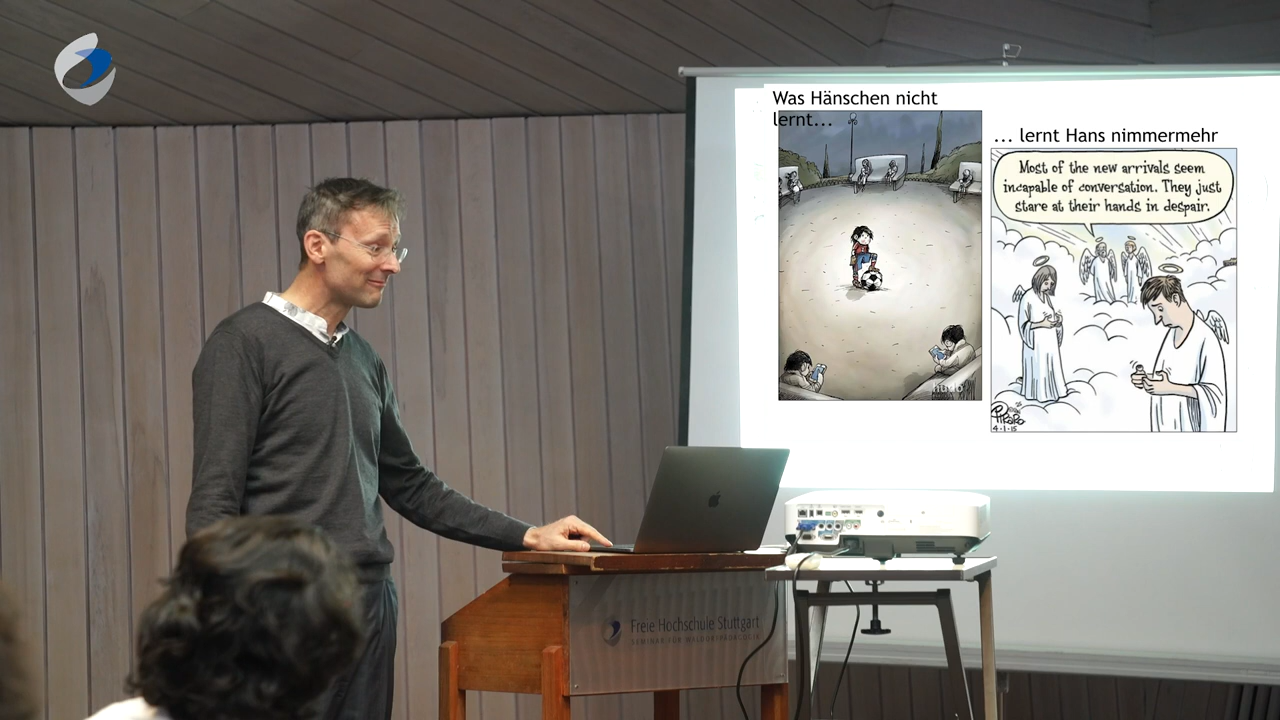 Was Hänschen nicht
lernt...
... lernt Hans nimmermehr
Most of the new arrivals seem
incapable of conversation. They just
stare at their hands in despair.
4-1-15
Freie Hochschule Stuttgart
SEMINAR FÜR WALDORFPÄDAGOGIK